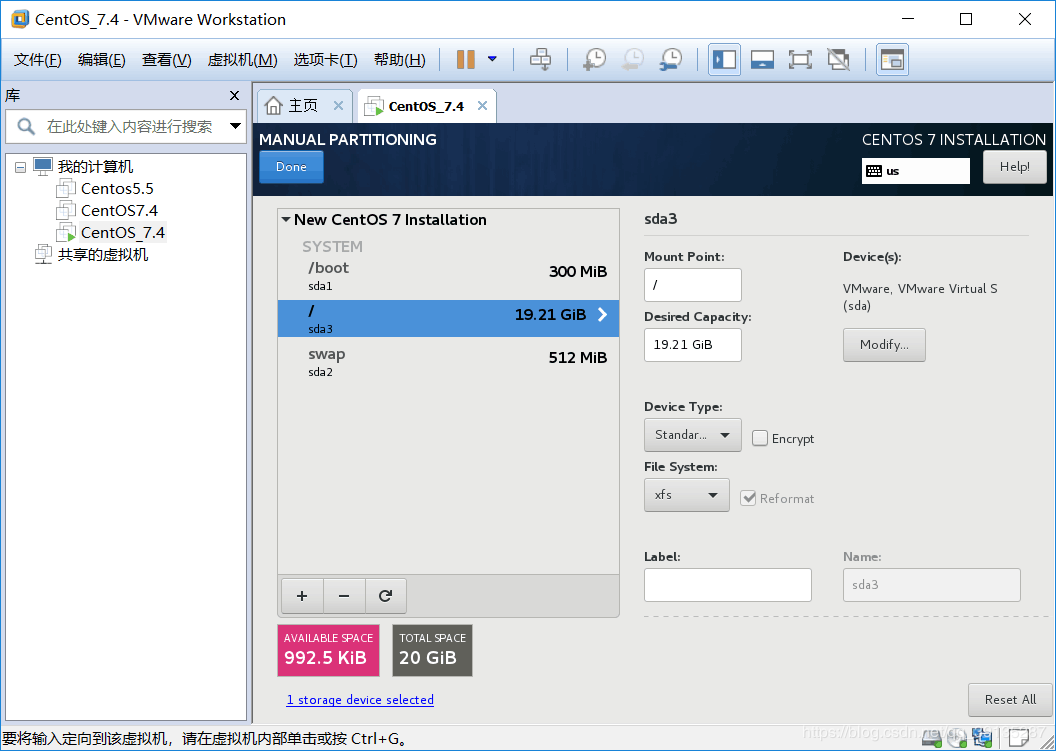 CentOS_7.4 - VMware Workstation
文件(F) 编辑(E) 查看(V) 虚拟机(M) 选项卡(T) 帮助(H)
库
在此处键入内容进行搜索
我的计算机
Centos5.5
CentOS7.4
CentOS_7.4
共享的虚拟机
主页
CentOS_7.4
MANUAL PARTITIONING
Done
CENTOS 7 INSTALLATION
us
Help!
New CentOS 7 Installation
SYSTEM
/boot 300 MiB
sda1
/ 19.21 GiB
sda3
swap 512 MiB
sda2
+ −
AVAILABLE SPACE
992.5 KiB
TOTAL SPACE
20 GiB
1 storage device selected
sda3
Mount Point:
/
Desired Capacity:
19.21 GiB
Device(s):
VMware, VMware Virtual S
(sda)
Modify...
Device Type:
Standar...
Encrypt
File System:
xfs
Reformat
Label:
Name:
sda3
Reset All
要将输入定向到该虚拟机，请在虚拟机内部单击或按 Ctrl+G。